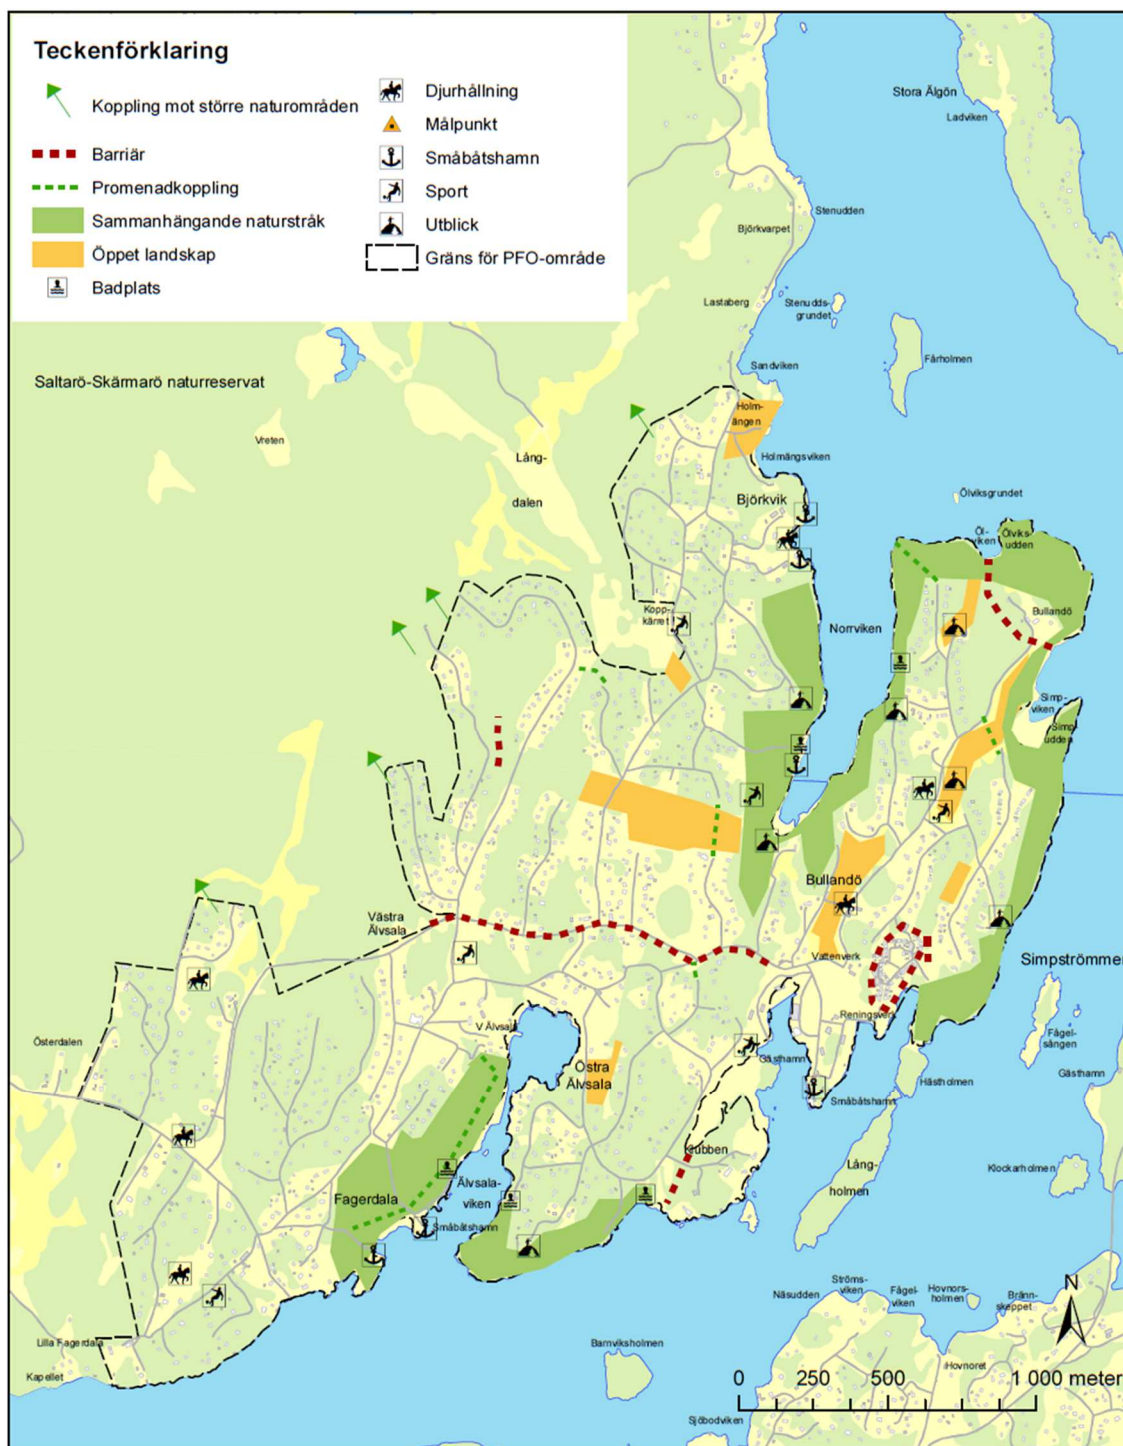 Teckenförklaring
Koppling mot större naturområden
Barriär
Promenadkoppling
Sammanhängande naturstråk
Öppet landskap
Badplats
Djurhållning
Målpunkt
Småbåtshamn
Sport
Utblick
Gräns för PFO-område
Stora Älgön
Ladviken
Stenudden
Björkvarpet
Lastaberg
Stenudds-
grundet
Fårholmen
Sandviken
Saltarö-Skärmarö naturreservat
Holm-
ängen
Vreten
Lång-
dalen
Holmängsviken
Björkvik
Ölviksgrundet
Öl-
viken
Ölviks-
udden
Kopp-
kärret
Bullandö
Norrviken
Simp-
viken
Simp-
udden
Bullandö
Västra
Älvsala
Vattenverk
Simpströmmen
Reningsverk
Österdalen
V Älvsala
Östra
Älvsala
Gästhamn
Småbåtshamn
Hästholmen
Fågel-
sången
Gästhamn
Klubben
Lång-
holmen
Klockarholmen
Fagerdala
Älvsala-
viken
Småbåtshamn
Näsudden
Ströms-
viken
Fågel-
viken
Hovnors-
holmen
Bränn-
skeppet
N
Lilla Fagerdala
Kapellet
Barnviksholmen
Hovnoret
0 250 500 1 000 meter
Sjöbodviken